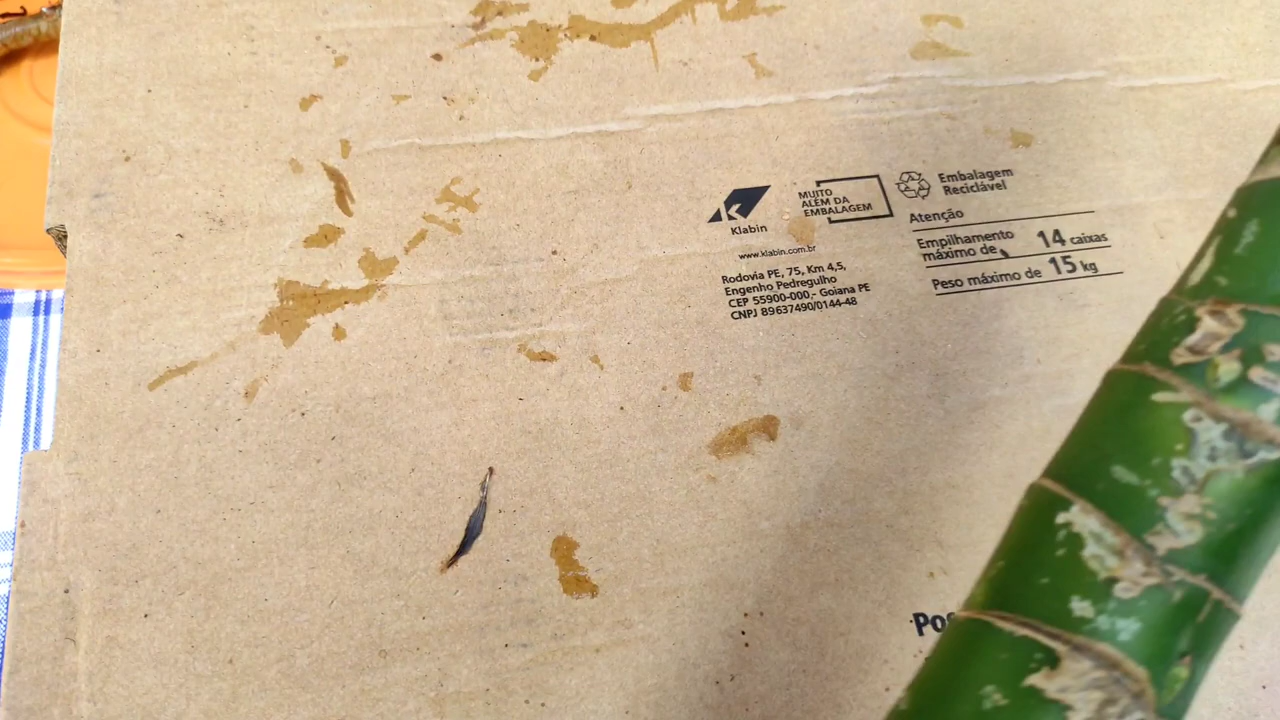 Klabin
MUITO
ALÉM DA
EMBALAGEM
Embalagem
Reciclável
www.klabin.com.br
Rodovia PE, 75, Km 4,5,
Engenho Pedregulho
CEP 55900-000,- Goiana PE
CNPJ 89637490/0144-48
Atenção
Empilhamento
máximo de 14 caixas
Peso máximo de 15 kg